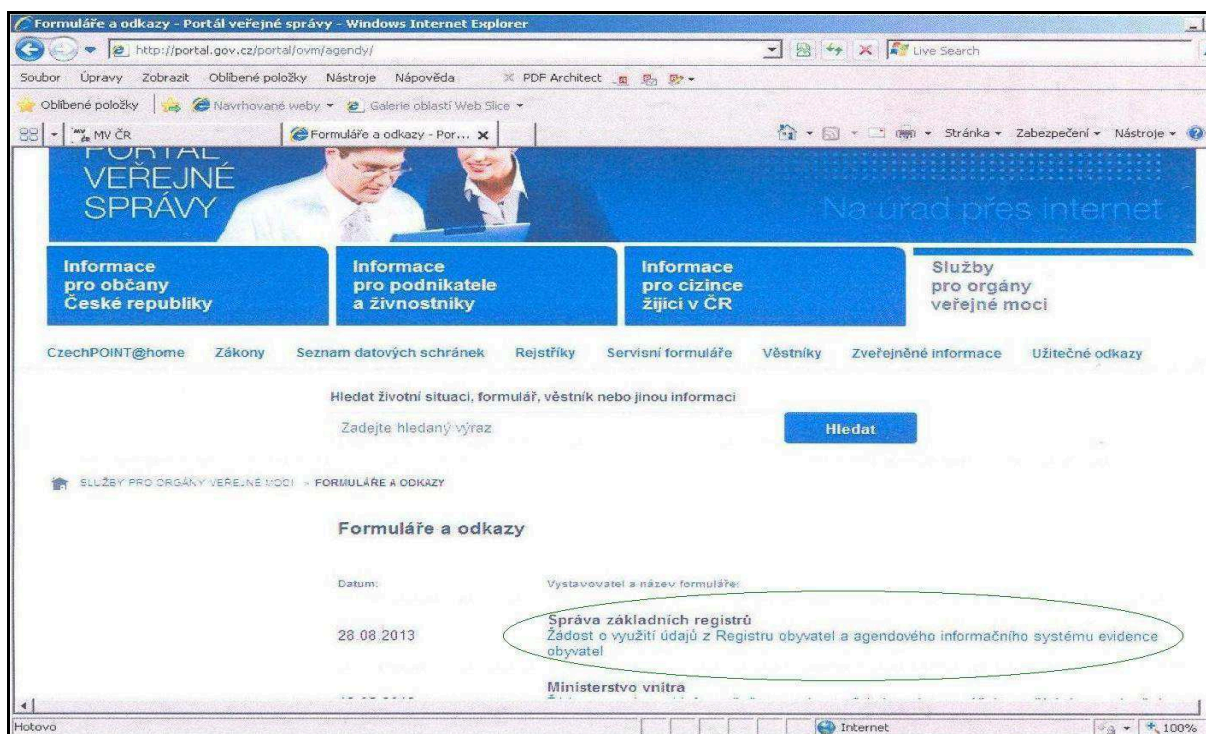 Formuláře a odkazy - Portál veřejné správy - Windows Internet Explorer
http://portal.gov.cz/portal/ovm/agendy/
Live Search
Soubor Úpravy Zobrazit Oblíbené položky Nástroje Nápověda PDF Architect
Oblíbené položky Navrhované weby Galerie oblastí Web Slice
MV ČR Formuláře a odkazy - Por... Stránka Zabezpečení Nástroje
PORTÁL
VEŘEJNÉ
SPRÁVY
Na úřad přes internet
Informace
pro občany
České republiky
Informace
pro podnikatele
a živnostníky
Informace
pro cizince
žijící v ČR
Služby
pro orgány
veřejné moci
CzechPOINT@home Zákony Seznam datových schránek Rejstříky Servisní formuláře Věstníky Zveřejněné informace Užitečné odkazy
Hledat životní situaci, formulář, věstník nebo jinou informaci
Zadejte hledaný výraz Hledat
SLUŽBY PRO ORGÁNY VEŘEJNÉ MOCI » FORMULÁŘE A ODKAZY
Formuláře a odkazy
Datum: Vystavovatel a název formuláře:
28.08.2013
Správa základních registrů
Žádost o využití údajů z Registru obyvatel a agendového informačního systému evidence
obyvatel
Ministerstvo vnitra
Hotovo Internet 100%